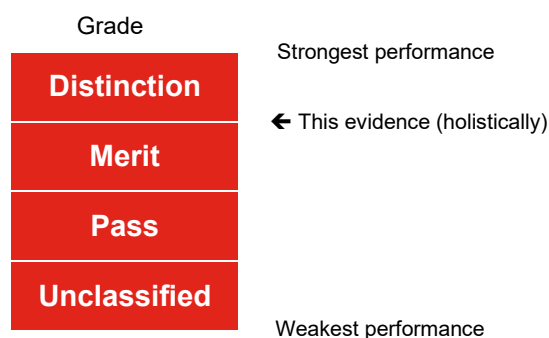 Grade
Strongest performance
Distinction
← This evidence (holistically)
Merit
Pass
Unclassified
Weakest performance